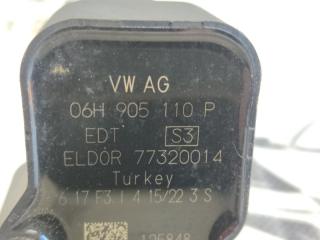 VW AG
06H 905 110 P
EDT S3
ELDOR 77320014
Turkey
6 17 F3 1 4 15/22 3 S